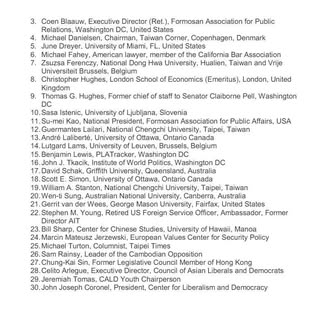 3. Coen Blaauw, Executive Director (Ret.), Formosan Association for Public
Relations, Washington DC, United States
4. Michael Danielsen, Chairman, Taiwan Corner, Copenhagen, Denmark
5. June Dreyer, University of Miami, FL, United States
6. Michael Fahey, American lawyer, member of the California Bar Association
7. Zsuzsa Ferenczy, National Dong Hwa University, Hualien, Taiwan and Vrije
Universiteit Brussels, Belgium
8. Christopher Hughes, London School of Economics (Emeritus), London, United
Kingdom
9. Thomas G. Hughes, Former chief of staff to Senator Claiborne Pell, Washington
DC
10. Sasa Istenic, University of Ljubljana, Slovenia
11. Su-mei Kao, National President, Formosan Association for Public Affairs, USA
12. Guermantes Lailari, National Chengchi University, Taipei, Taiwan
13. André Laliberté, University of Ottawa, Ontario Canada
14. Lutgard Lams, University of Leuven, Brussels, Belgium
15. Benjamin Lewis, PLATracker, Washington DC
16. John J. Tkacik, Institute of World Politics, Washington DC
17. David Schak, Griffith University, Queensland, Australia
18. Scott E. Simon, University of Ottawa, Ontario Canada
19. William A. Stanton, National Chengchi University, Taipei, Taiwan
20. Wen-ti Sung, Australian National University, Canberra, Australia
21. Gerrit van der Wees, George Mason University, Fairfax, United States
22. Stephen M. Young, Retired US Foreign Service Officer, Ambassador, Former
Director AIT
23. Bill Sharp, Center for Chinese Studies, University of Hawaii, Manoa
24. Marcin Mateusz Jerzewski, European Values Center for Security Policy
25. Michael Turton, Columnist, Taipei Times
26. Sam Rainsy, Leader of the Cambodian Opposition
27. Chung-Kai Sin, Former Legislative Council Member of Hong Kong
28. Celito Arlegue, Executive Director, Council of Asian Liberals and Democrats
29. Jeremiah Tomas, CALD Youth Chairperson
30. John Joseph Coronel, President, Center for Liberalism and Democracy